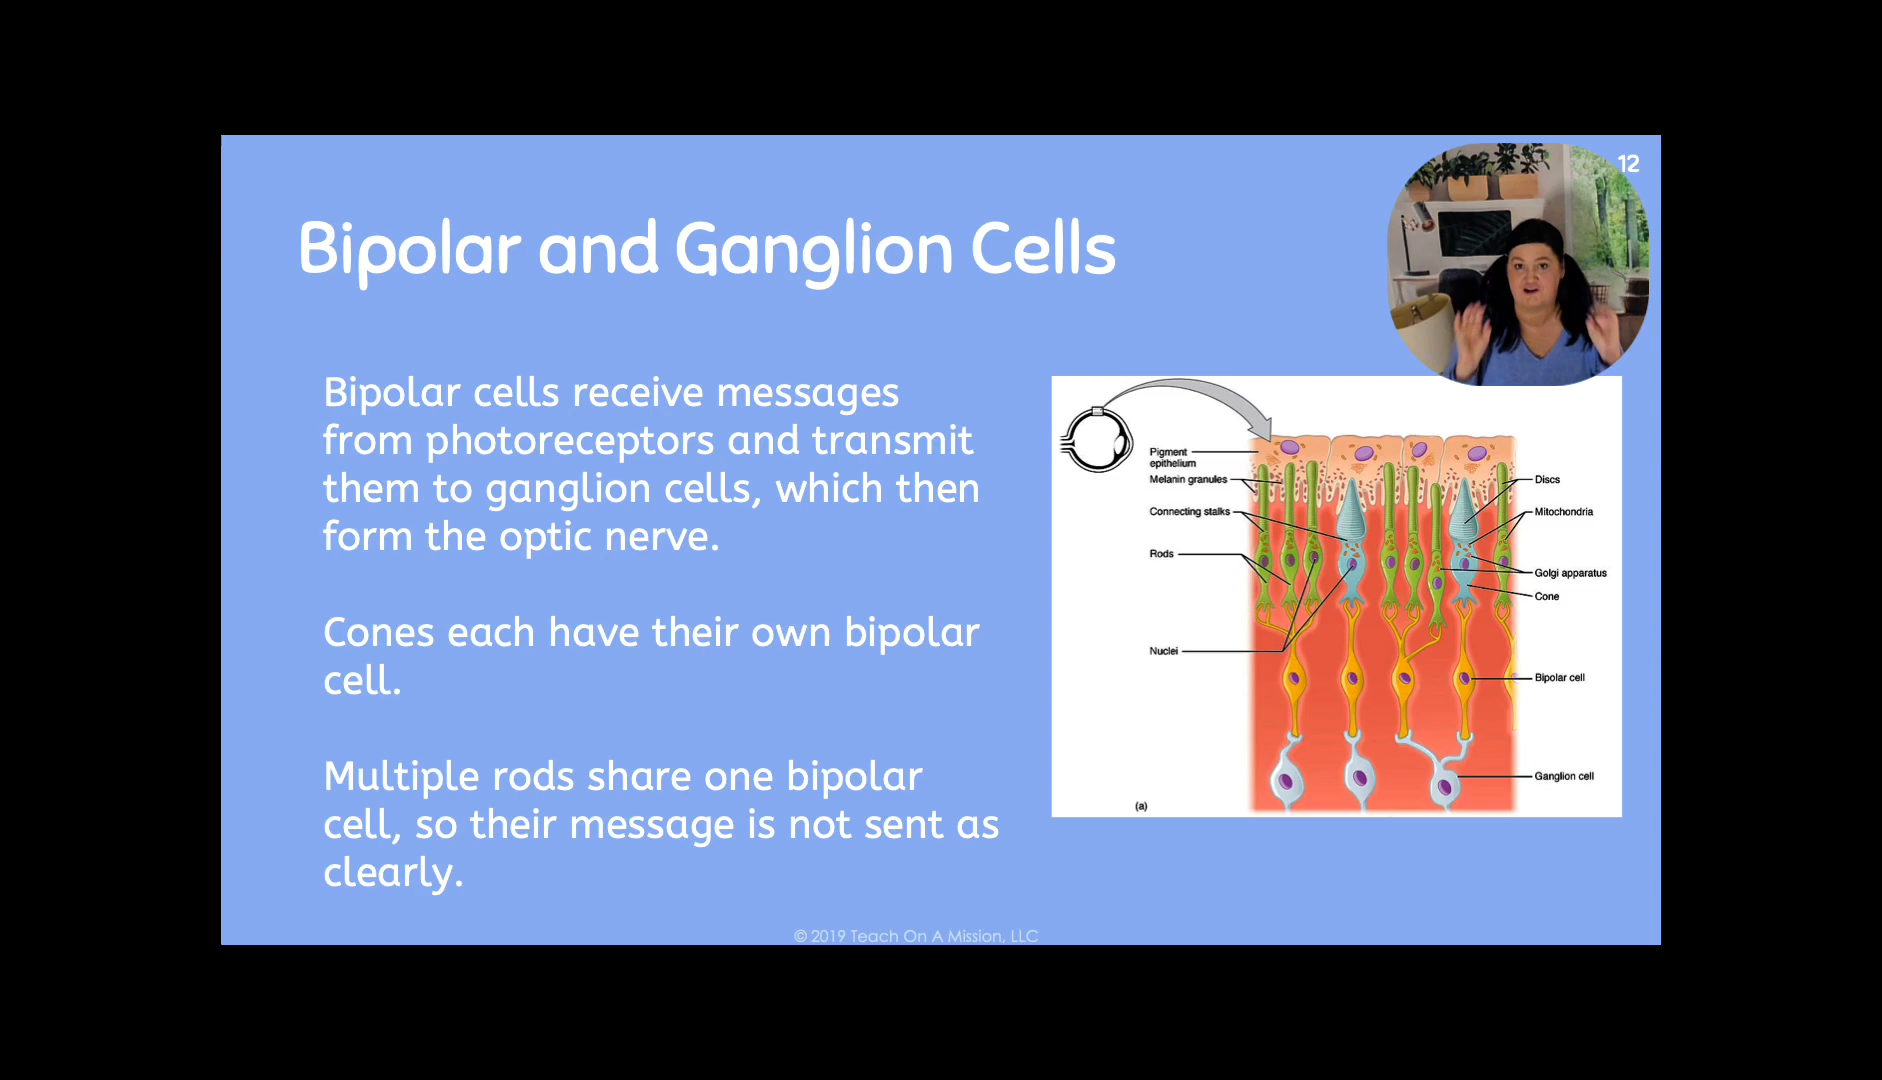 12
Bipolar and Ganglion Cells
Bipolar cells receive messages
from photoreceptors and transmit
them to ganglion cells, which then
form the optic nerve.
Cones each have their own bipolar
cell.
Multiple rods share one bipolar
cell, so their message is not sent as
clearly.
Pigment
epithelium
Melanin granules
Connecting stalks
Rods
Nuclei
(a)
Discs
Mitochondria
Golgi apparatus
Cone
Bipolar cell
Ganglion cell
© 2019 Teach On A Mission, LLC